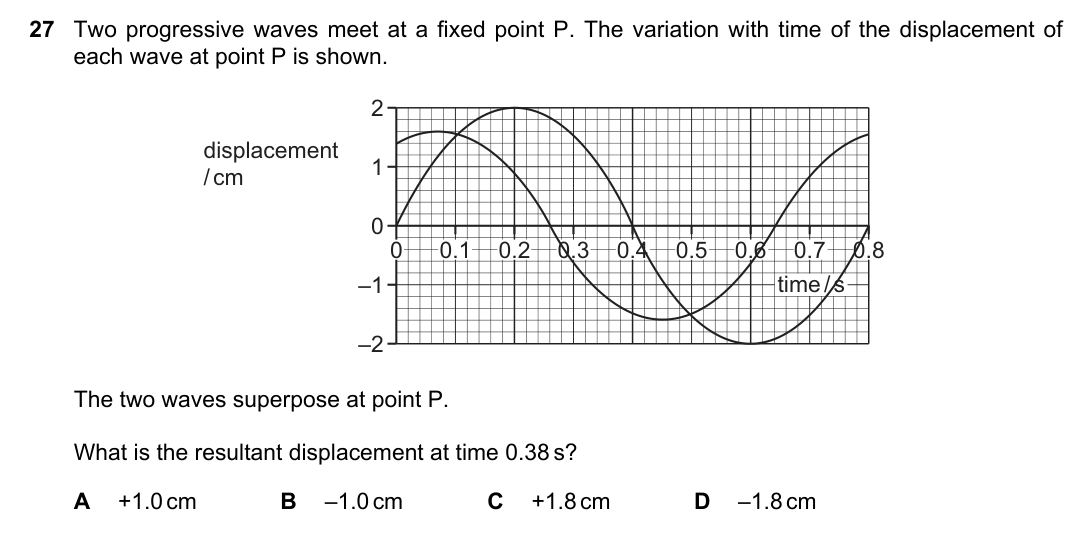 27 Two progressive waves meet at a fixed point P. The variation with time of the displacement of
each wave at point P is shown.
2
displacement
/ cm
1
0
0 0.1 0.2 0.3 0.4 0.5 0.6 0.7 0.8
time / s
–1
–2
The two waves superpose at point P.
What is the resultant displacement at time 0.38 s?
A +1.0 cm B –1.0 cm C +1.8 cm D –1.8 cm